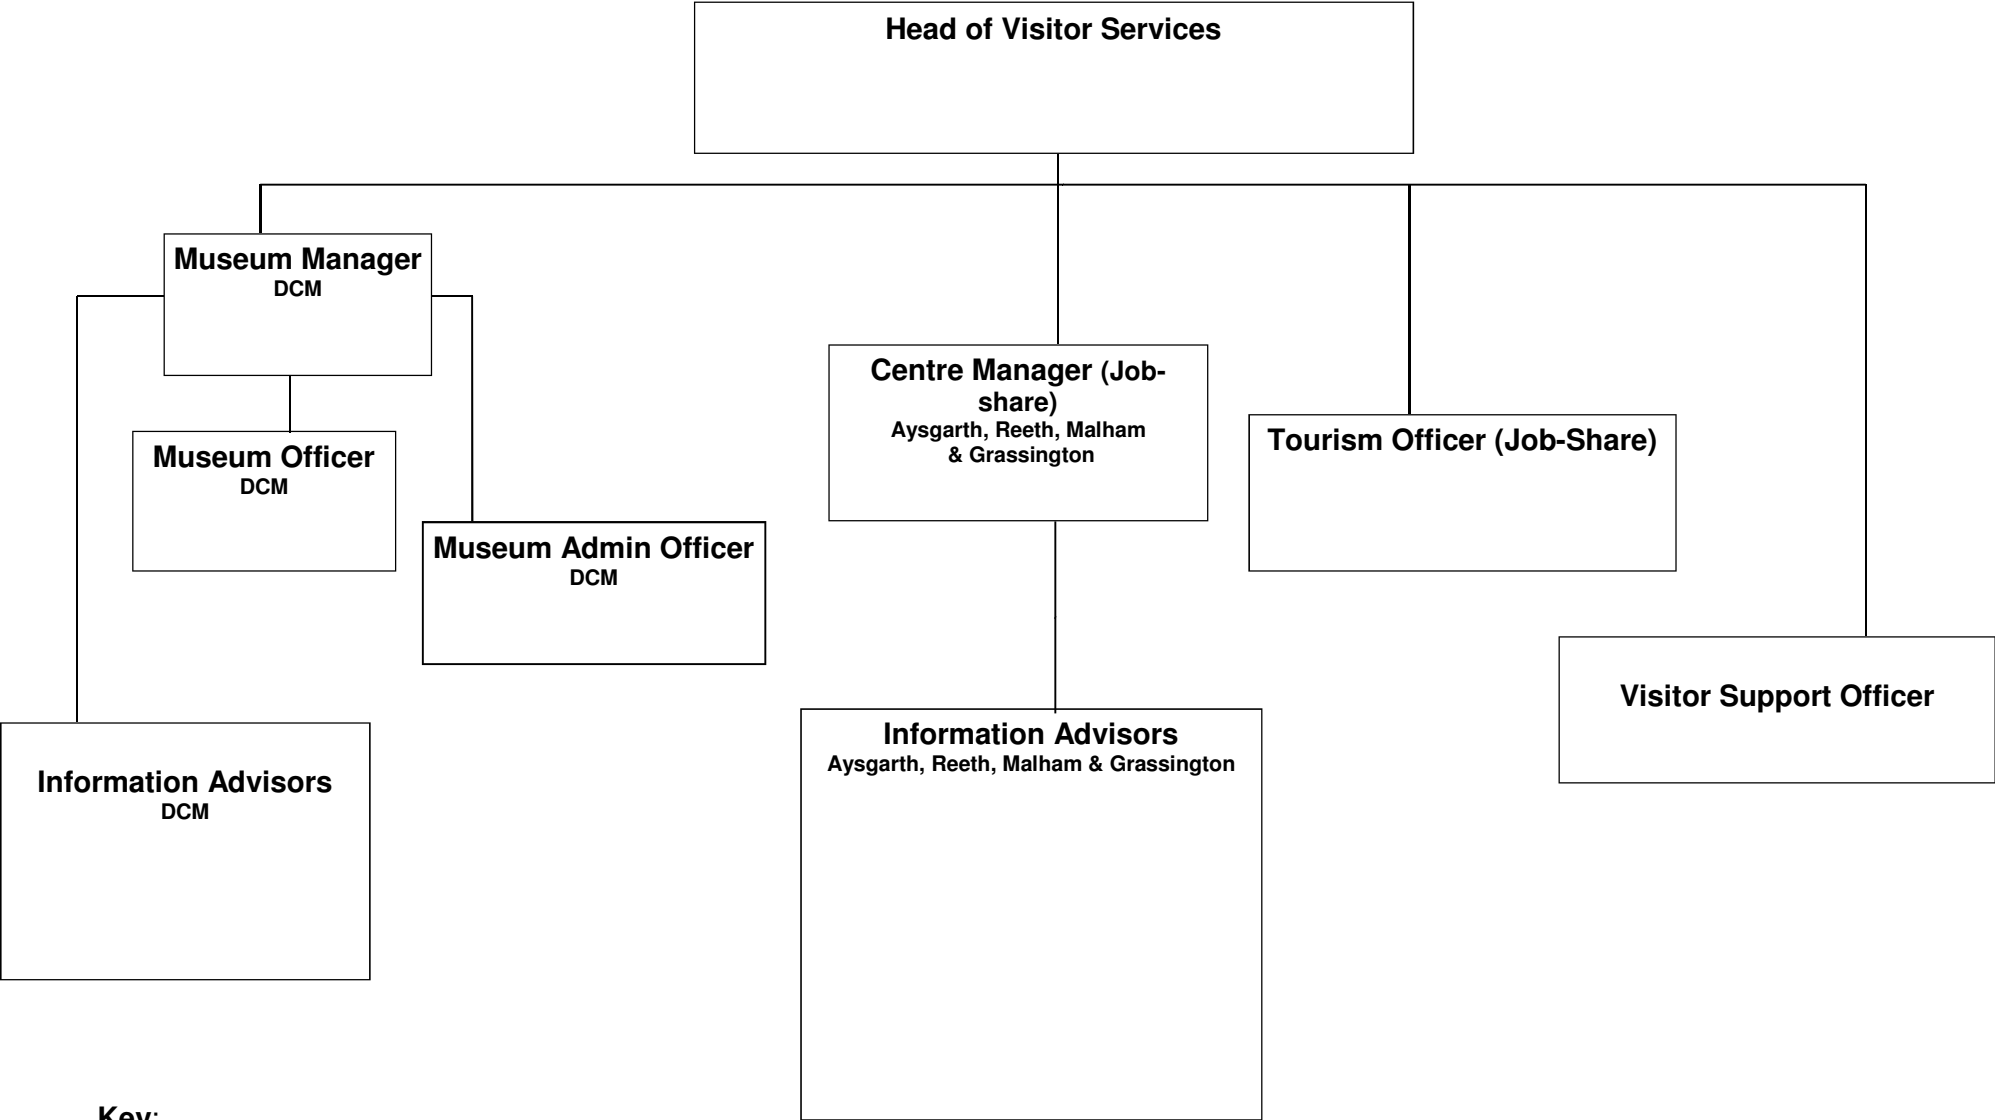 Head of Visitor Services
Museum Manager
DCM
Centre Manager (Job-
share)
Aysgarth, Reeth, Malham
& Grassington
Tourism Officer (Job-Share)
Museum Officer
DCM
Museum Admin Officer
DCM
Visitor Support Officer
Information Advisors
DCM
Information Advisors
Aysgarth, Reeth, Malham & Grassington
Key: